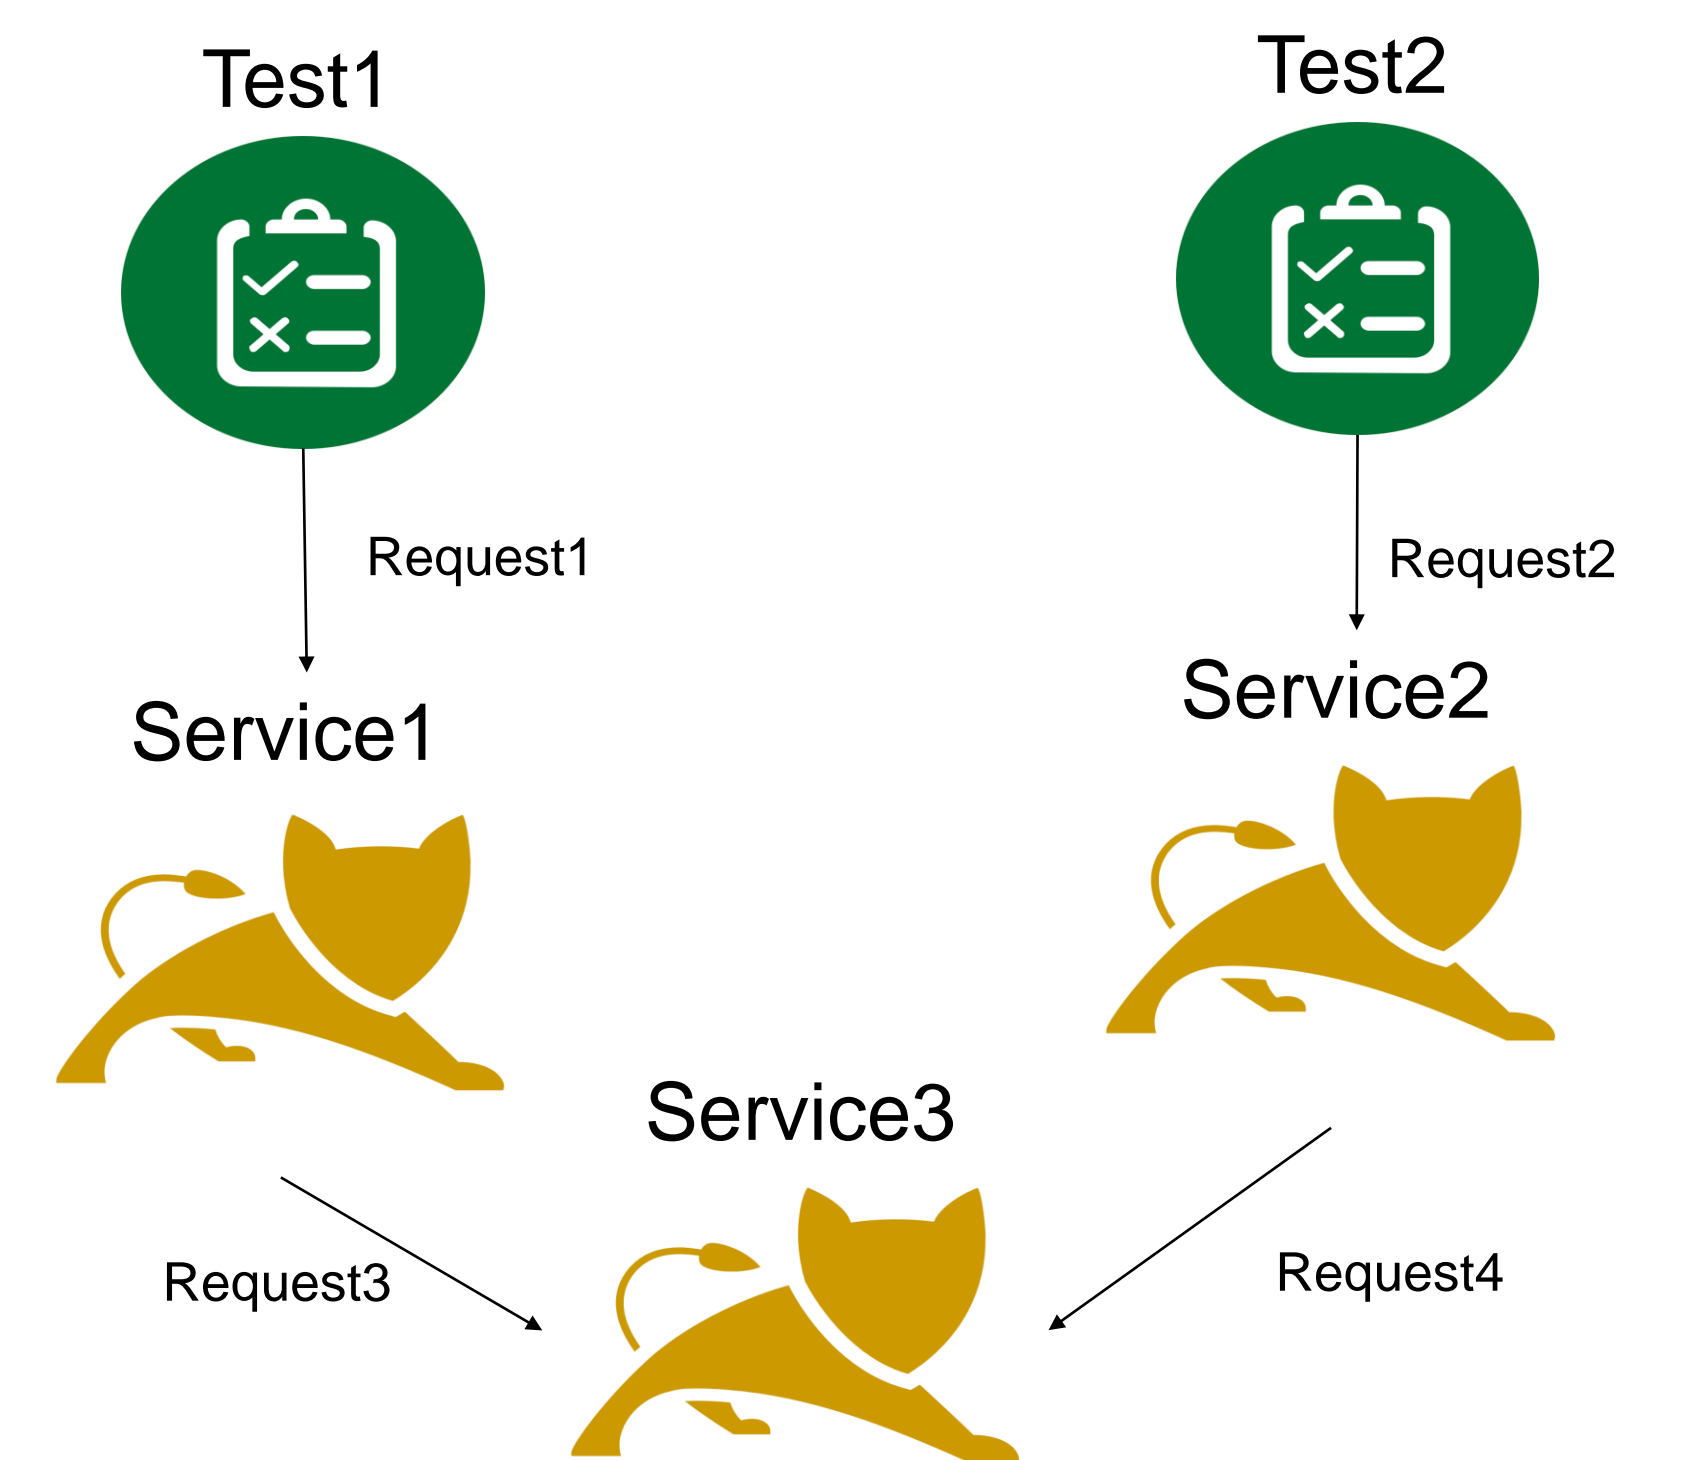 Test1
Test2
Request1
Request2
Service1
Service2
Service3
Request3
Request4